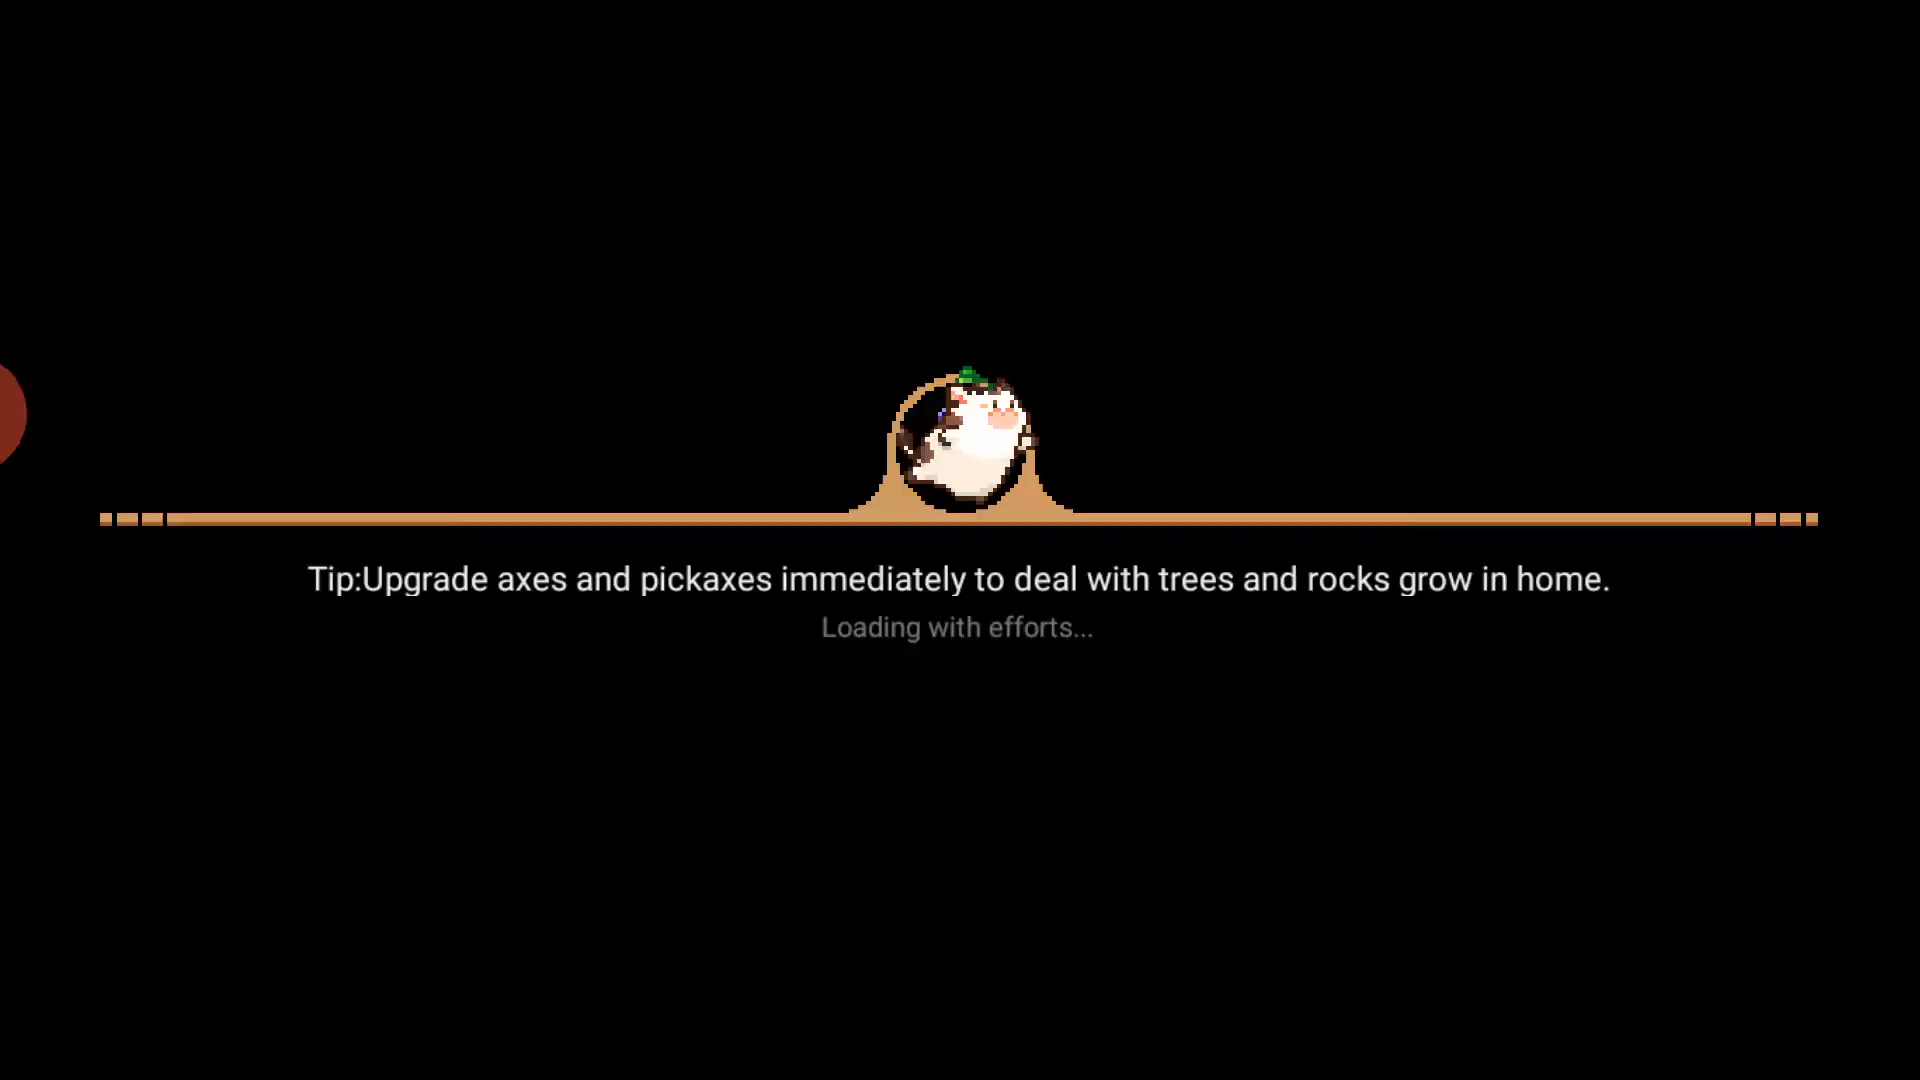 Tip:Upgrade axes and pickaxes immediately to deal with trees and rocks grow in home.
Loading with efforts...